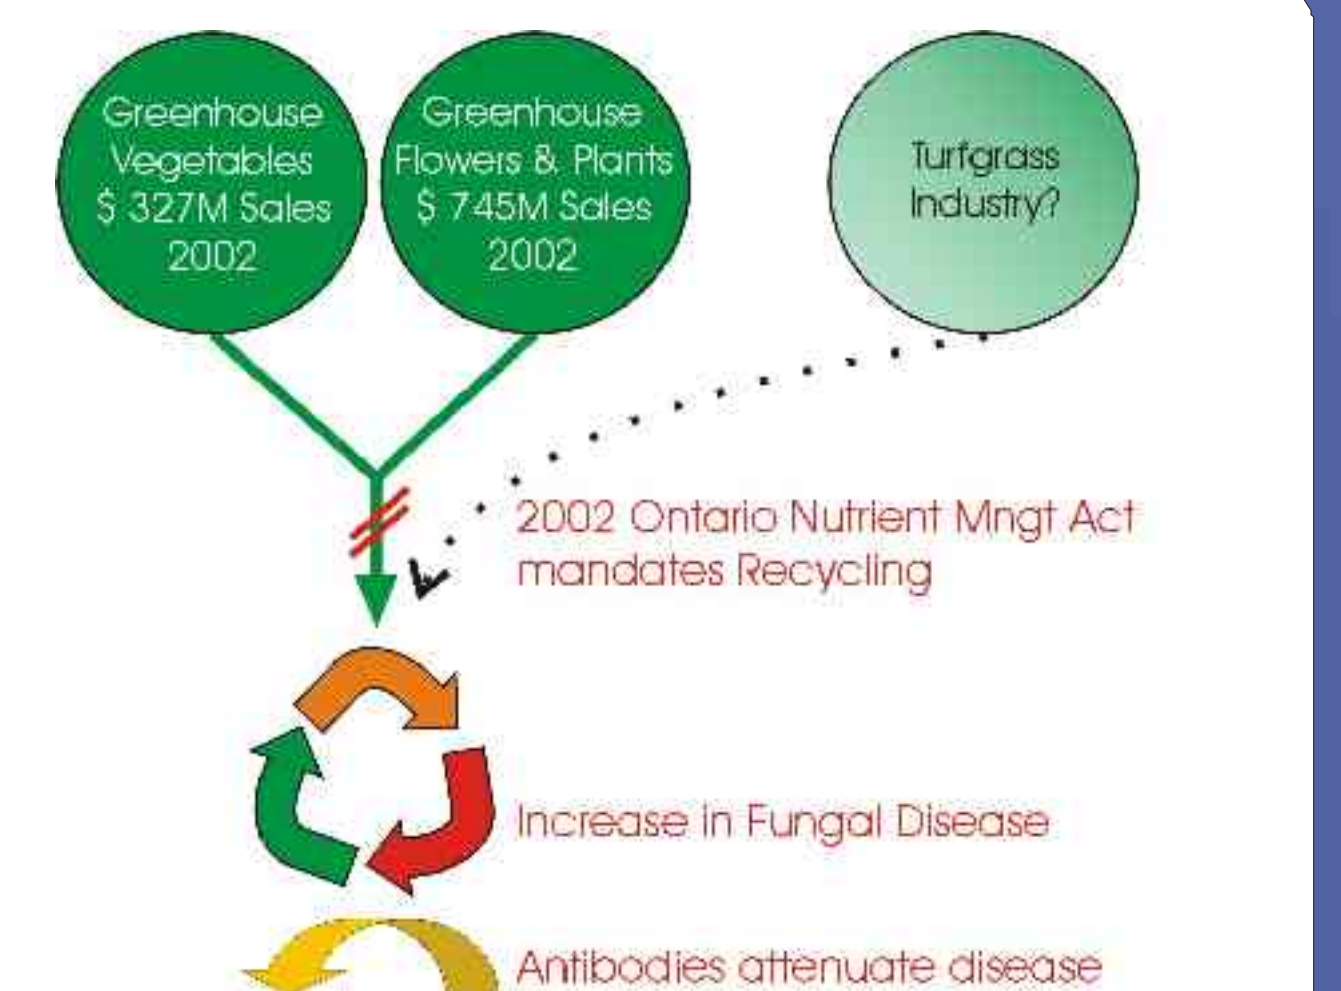 Greenhouse
Vegetables
$ 327M Sales
2002
Greenhouse
Flowers & Plants
$ 745M Sales
2002
Turfgrass
Industry?
2002 Ontario Nutrient Mngt Act
mandates Recycling
Increase in Fungal Disease
Antibodies attenuate disease